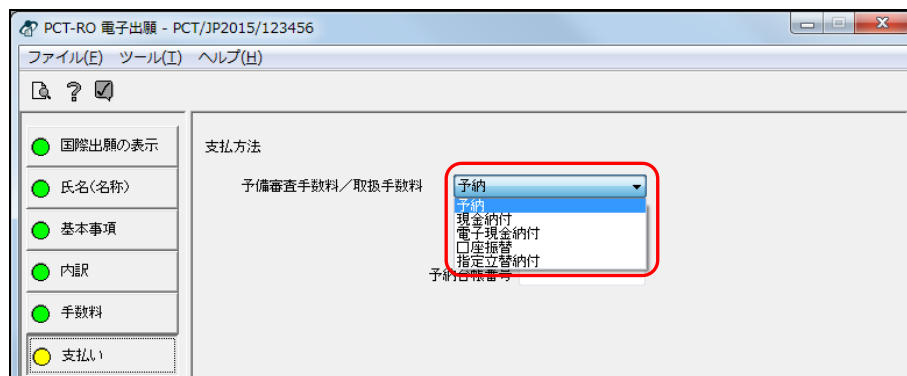 PCT-RO 電子出願 - PCT/JP2015/123456
ファイル(F) ツール(T) ヘルプ(H)
国際出願の表示
氏名(名称)
基本事項
内訳
手数料
支払い
支払方法
予備審査手数料／取扱手数料 予納
予納
現金納付
電子現金納付
口座振替
指定立替納付
予納台帳番号